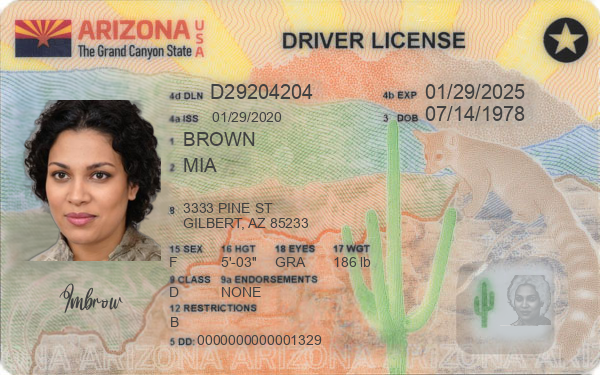 ARIZONA USA
The Grand Canyon State
DRIVER LICENSE
4d DLN D29204204 4b EXP 01/29/2025
4a ISS 01/29/2020 3 DOB 07/14/1978
1 BROWN
2 MIA
8 3333 PINE ST
GILBERT, AZ 85233
15 SEX 16 HGT 18 EYES 17 WGT
F 5'-03" GRA 186 lb
9 CLASS 9a ENDORSEMENTS
D NONE
12 RESTRICTIONS
B
5 DD: 0000000000001329
Imbrow
ARIZONA ARIZONA ARIZONA ARIZONA